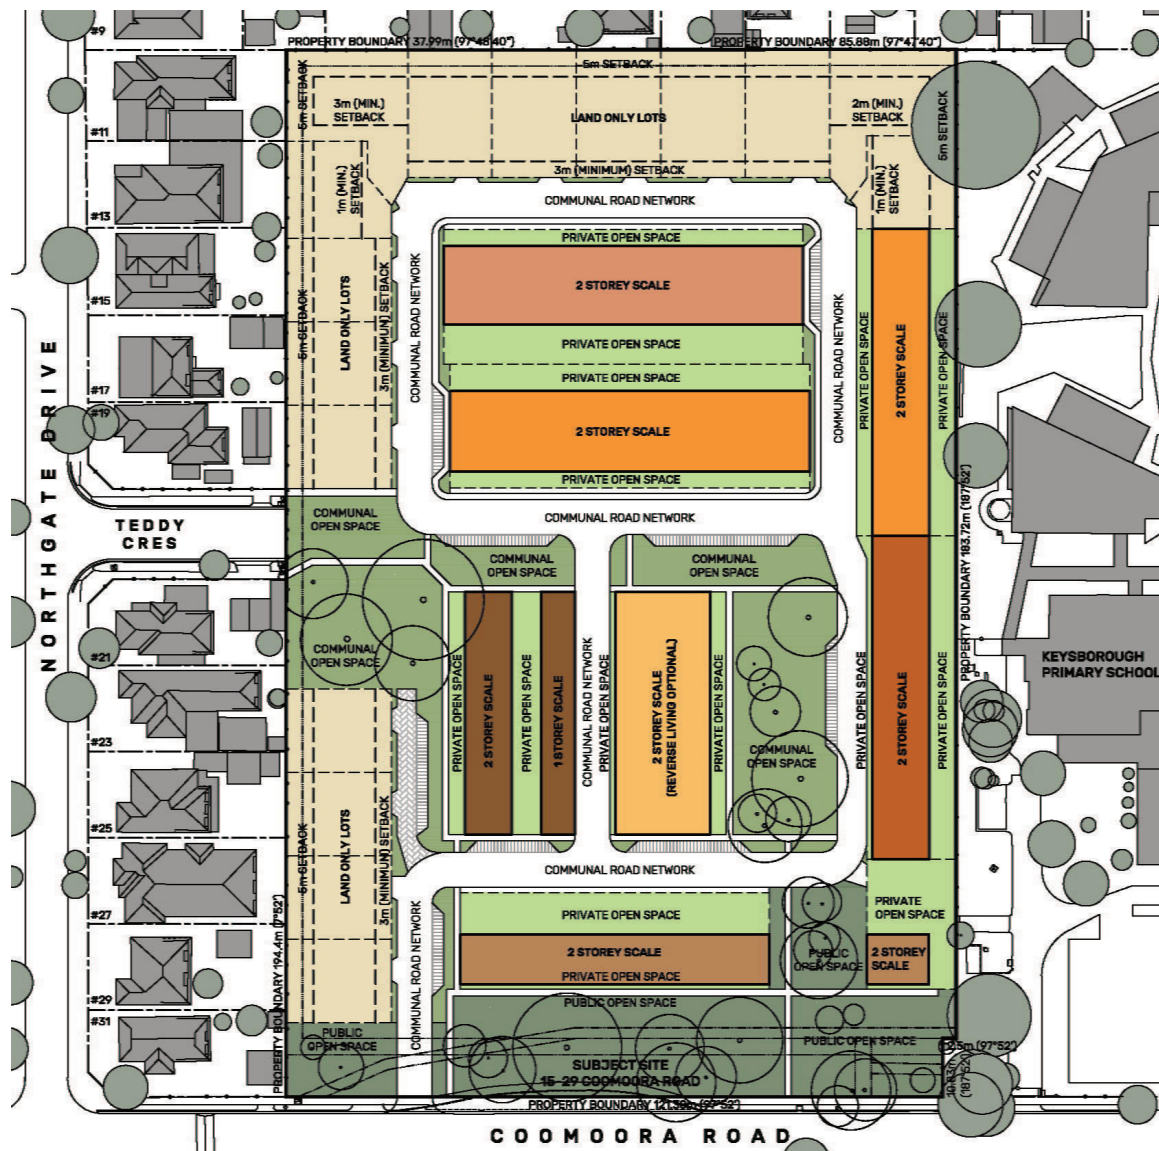 #9
PROPERTY BOUNDARY 37.99m (97°48'40")
PROPERTY BOUNDARY 85.88m (97°47'40")
5m SETBACK
5m SETBACK
3m (MIN.)
SETBACK
LAND ONLY LOTS
2m (MIN.)
SETBACK
5m SETBACK
#11
3m (MINIMUM) SETBACK
1m (MIN.)
SETBACK
1m (MIN.)
SETBACK
COMMUNAL ROAD NETWORK
#13
PRIVATE OPEN SPACE
2 STOREY SCALE
#15
5m SETBACK
LAND ONLY LOTS
3m (MINIMUM) SETBACK
COMMUNAL ROAD NETWORK
COMMUNAL ROAD NETWORK
PRIVATE OPEN SPACE
PRIVATE OPEN SPACE
PRIVATE OPEN SPACE
2 STOREY SCALE
PRIVATE OPEN SPACE
#17
#19
2 STOREY SCALE
PRIVATE OPEN SPACE
NORTHGATE DRIVE
TEDDY
CRES
COMMUNAL
OPEN SPACE
COMMUNAL ROAD NETWORK
PROPERTY BOUNDARY 183.72m (187°52')
COMMUNAL
OPEN SPACE
COMMUNAL
OPEN SPACE
#21
COMMUNAL
OPEN SPACE
KEYSBOROUGH
PRIMARY SCHOOL
PRIVATE OPEN SPACE
2 STOREY SCALE
PRIVATE OPEN SPACE
1 STOREY SCALE
COMMUNAL ROAD NETWORK
PRIVATE OPEN SPACE
2 STOREY SCALE
(REVERSE LIVING OPTIONAL)
PRIVATE OPEN SPACE
COMMUNAL
OPEN SPACE
PRIVATE OPEN SPACE
2 STOREY SCALE
PRIVATE OPEN SPACE
#23
#25
5m SETBACK
LAND ONLY LOTS
3m (MINIMUM) SETBACK
COMMUNAL ROAD NETWORK
#27
PRIVATE OPEN SPACE
PRIVATE
OPEN SPACE
PROPERTY BOUNDARY 194.4m (7°52')
COMMUNAL ROAD NETWORK
2 STOREY SCALE
PRIVATE OPEN SPACE
PUBLIC
OPEN SPACE
2 STOREY
SCALE
#29
PUBLIC OPEN SPACE
#31
PUBLIC
OPEN SPACE
PUBLIC OPEN SPACE
SUBJECT SITE
15-29 COOMOORA ROAD
(97°52')
(187°52')
PROPERTY BOUNDARY 121.36m (97°52')
COOMOORA ROAD